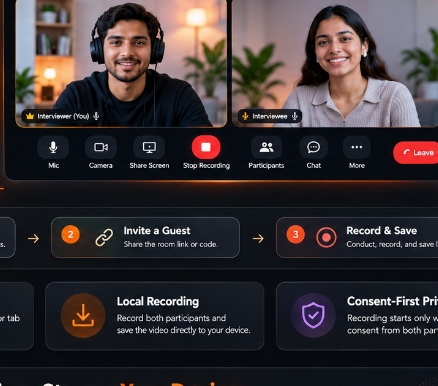 Interviewer (You)
Interviewee
Mic
Camera
Share Screen
Stop Recording
Participants
Chat
More
Leave
s.
2
Invite a Guest
Share the room link or code.
3
Record & Save
Conduct, record, and save l
or tab
Local Recording
Record both participants and
save the video directly to your device.
Consent-First Pri
Recording starts only w
consent from both par